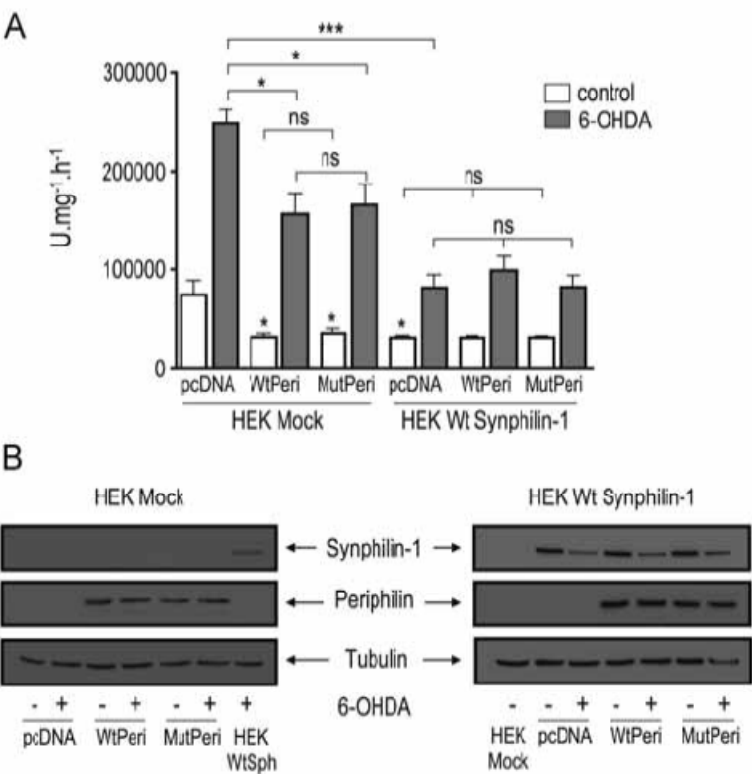 A
***
*
*
ns
ns
ns
ns
300000
200000
100000
0
U.mg-1.h-1
control
6-OHDA
* * *
pcDNA WtPeri MutPeri pcDNA WtPeri MutPeri
HEK Mock HEK Wt Synphilin-1
B
HEK Mock HEK Wt Synphilin-1
Synphilin-1
Periphilin
Tubulin
- + - + - + + 6-OHDA - - + - + - +
pcDNA WtPeri MutPeri HEK WtSph HEK Mock pcDNA WtPeri MutPeri